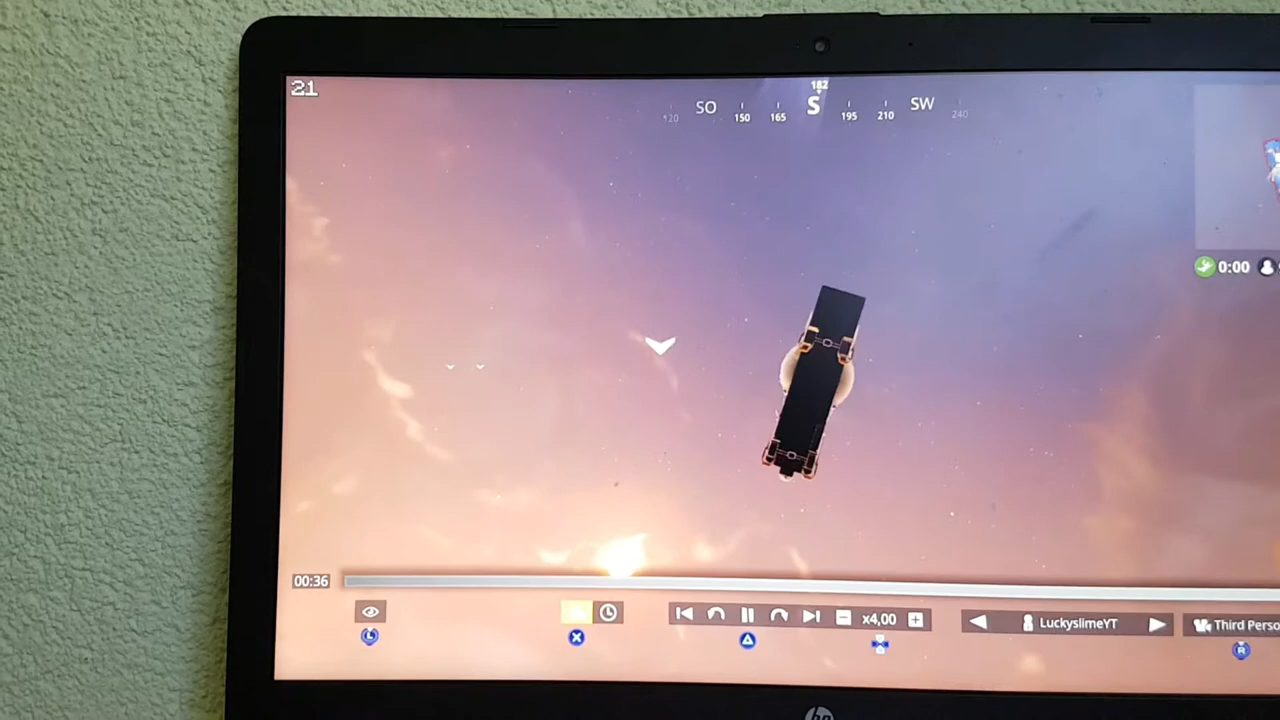 21
182
120 SO 150 165 S 195 210 SW 240
0:00
00:36
x4,00
LuckyslimeYT
Third Perso
L
X
R
hp